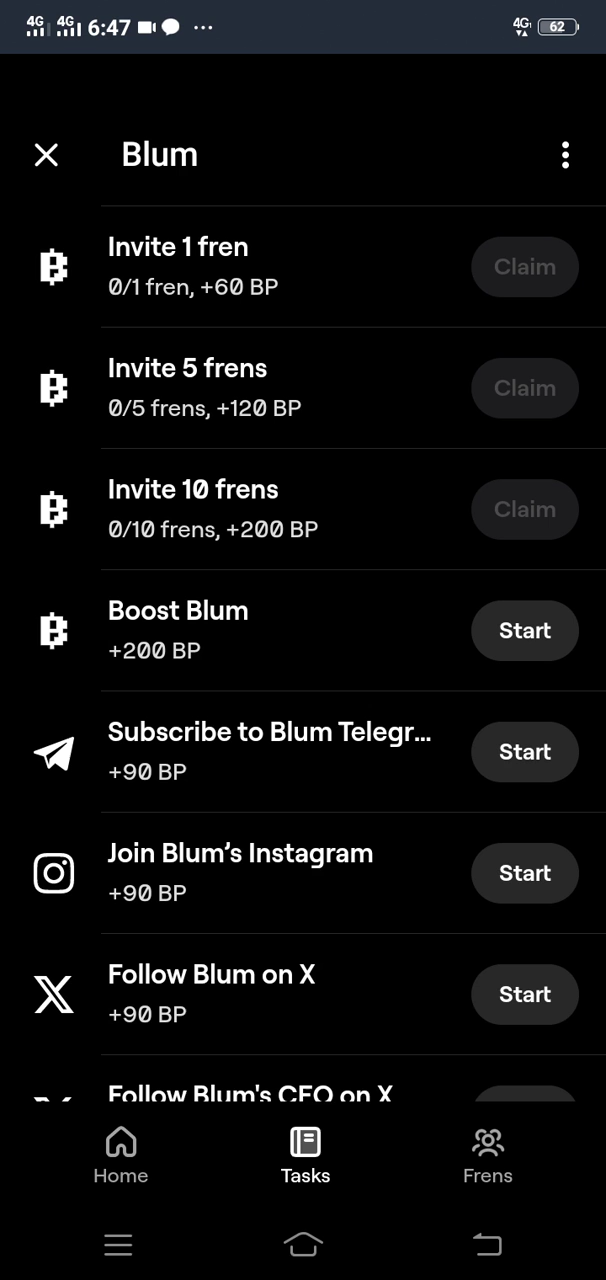 4G 4G 6:47 ... 4G 62
Blum
Invite 1 fren
0/1 fren, +60 BP
Claim
Invite 5 frens
0/5 frens, +120 BP
Claim
Invite 10 frens
0/10 frens, +200 BP
Claim
Boost Blum
+200 BP
Start
Subscribe to Blum Telegr...
+90 BP
Start
Join Blum’s Instagram
+90 BP
Start
Follow Blum on X
+90 BP
Start
Follow Blum's CEO on X
Home
Tasks
Frens